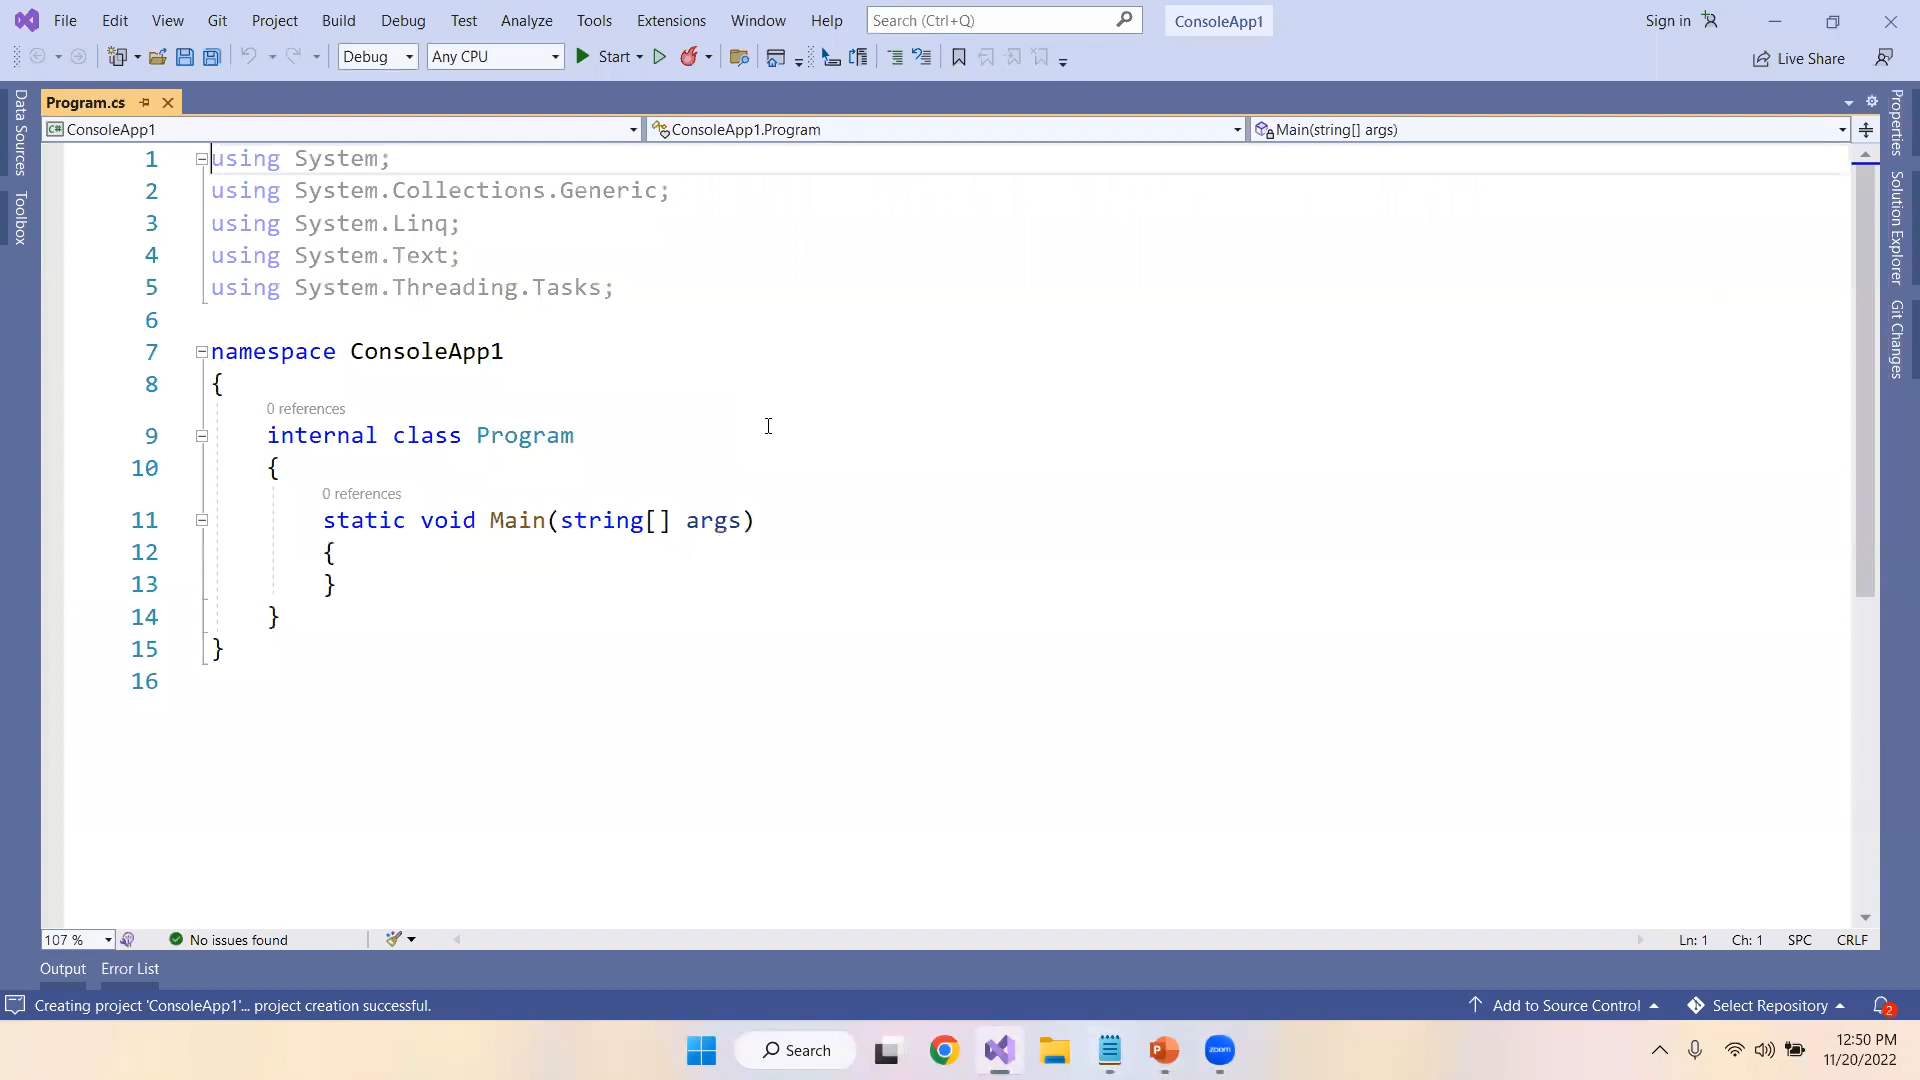 File Edit View Git Project Build Debug Test Analyze Tools Extensions Window Help Search (Ctrl+Q) ConsoleApp1 Sign in
Debug Any CPU Start Live Share
Program.cs
ConsoleApp1 ConsoleApp1.Program Main(string[] args)
Data Sources
Toolbox
Properties
Solution Explorer
Git Changes
1 using System;
2 using System.Collections.Generic;
3 using System.Linq;
4 using System.Text;
5 using System.Threading.Tasks;
6
7 namespace ConsoleApp1
8 {
0 references
9 internal class Program
10 {
0 references
11 static void Main(string[] args)
12 {
13 }
14 }
15 }
16
107 % No issues found Ln: 1 Ch: 1 SPC CRLF
Output Error List
Creating project 'ConsoleApp1'... project creation successful. Add to Source Control Select Repository 2
Search zoom 12:50 PM
11/20/2022